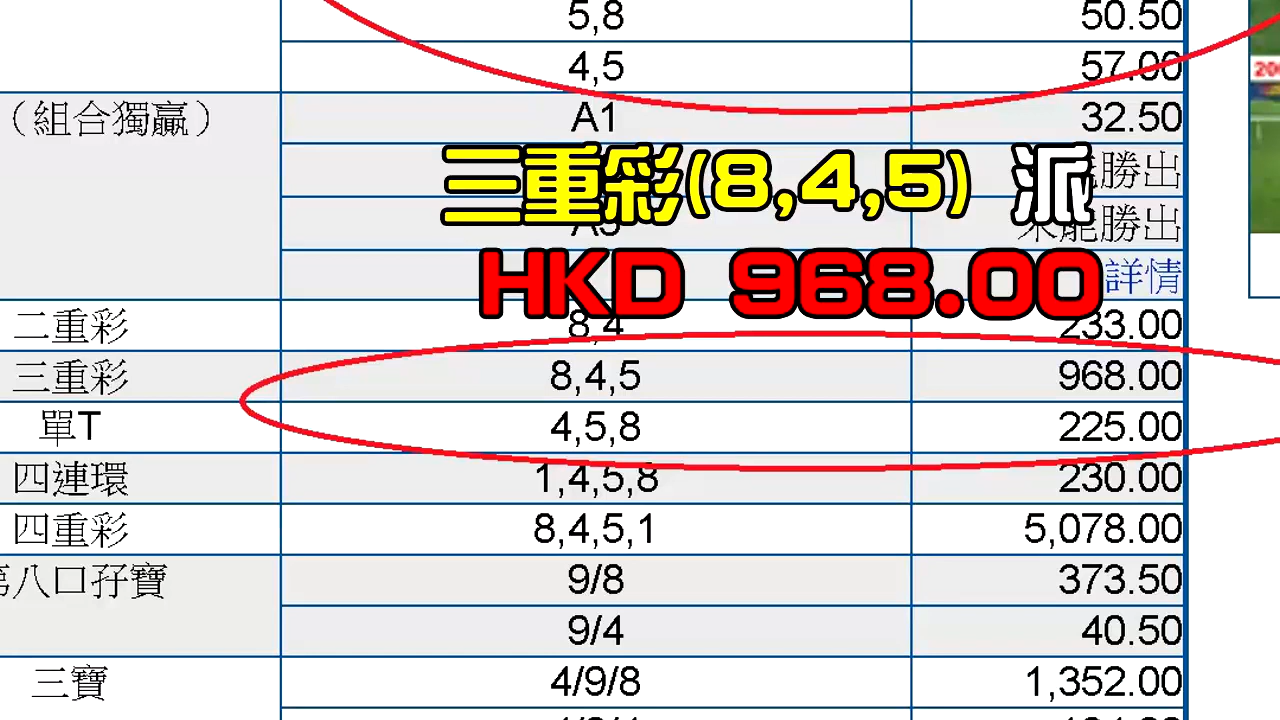 5,8 50.50
4,5 57.00
200
（組合獨贏） A1 32.50
三重彩(8,4,5) 派
勝出
A3 未能勝出
HKD 968.00
詳情
二重彩 8,4 233.00
三重彩 8,4,5 968.00
單T 4,5,8 225.00
四連環 1,4,5,8 230.00
四重彩 8,4,5,1 5,078.00
第八口孖寶 9/8 373.50
9/4 40.50
三寶 4/9/8 1,352.00